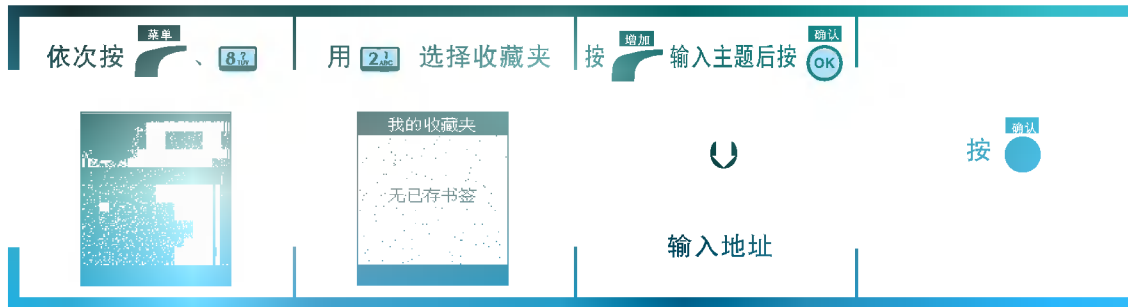 菜单
依次按 、 8 TUV
用 2 ABC 选择收藏夹
我的收藏夹
无已存书签
增加 确认
按 输入主题后按 OK
输入地址
确认
按